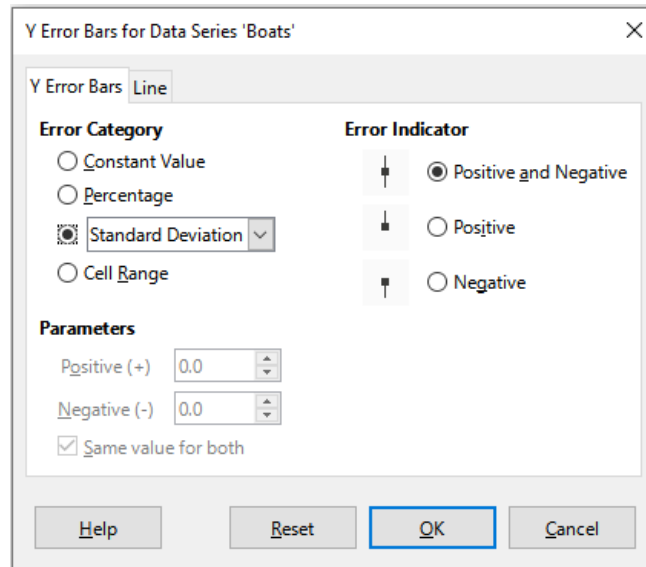 Y Error Bars for Data Series 'Boats'
Y Error Bars Line
Error Category
Constant Value
Percentage
Standard Deviation
Cell Range
Error Indicator
Positive and Negative
Positive
Negative
Parameters
Positive (+) 0.0
Negative (-) 0.0
Same value for both
Help Reset OK Cancel